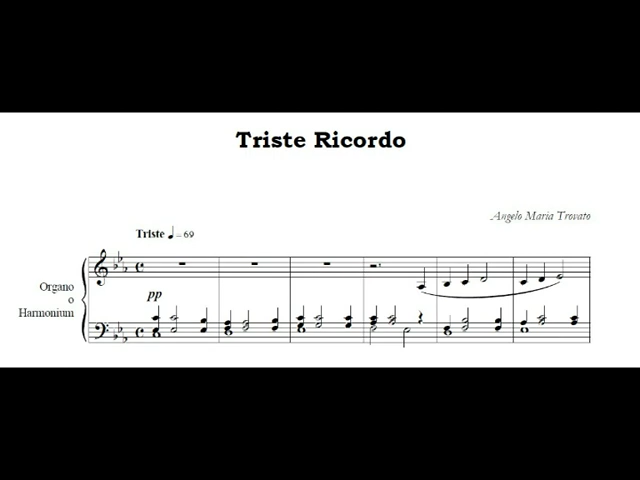 Triste Ricordo
Angelo Maria Trovato
Triste ♩ = 69
Organo
o
Harmonium
pp